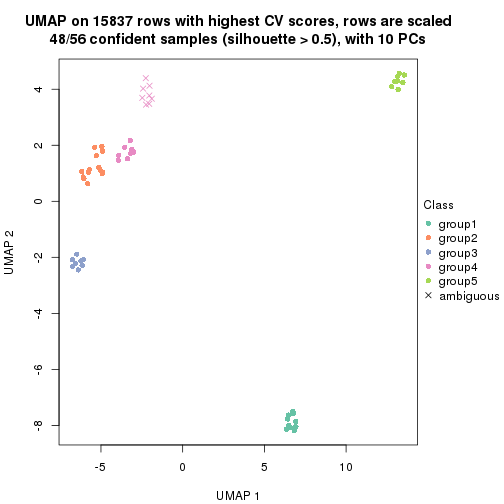 UMAP on 15837 rows with highest CV scores, rows are scaled
48/56 confident samples (silhouette > 0.5), with 10 PCs
4
2
0
-2
-4
-6
-8
UMAP 2
-5
0
5
10
UMAP 1
Class
group1
group2
group3
group4
group5
ambiguous